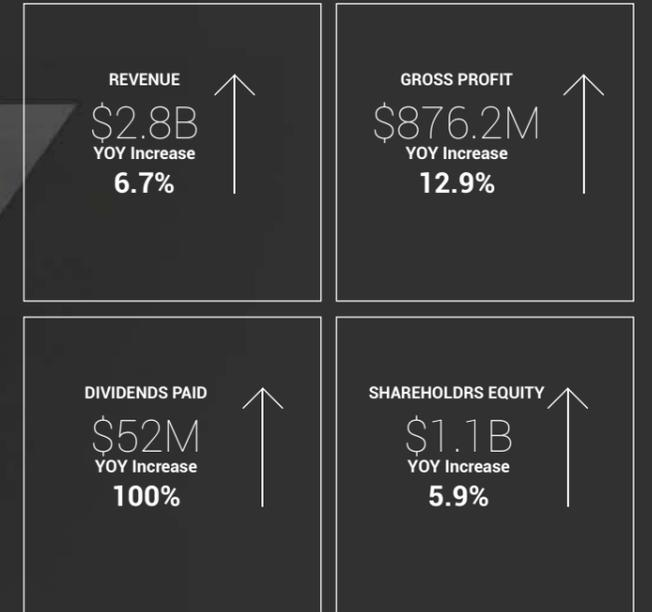 REVENUE
$2.8B
YOY Increase
6.7%
GROSS PROFIT
$876.2M
YOY Increase
12.9%
DIVIDENDS PAID
$52M
YOY Increase
100%
SHAREHOLDRS EQUITY
$1.1B
YOY Increase
5.9%